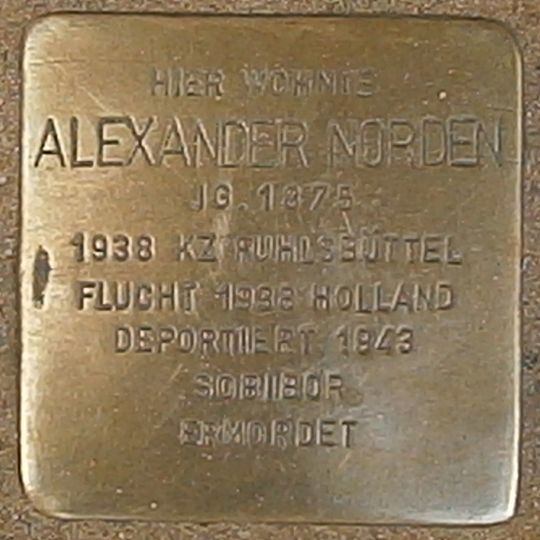 HIER WOHNTE
ALEXANDER NORDEN
JG. 1875
1938 KZ FUHLSBÜTTEL
FLUCHT 1938 HOLLAND
DEPORTIERT 1943
SOBIBOR
ERMORDET